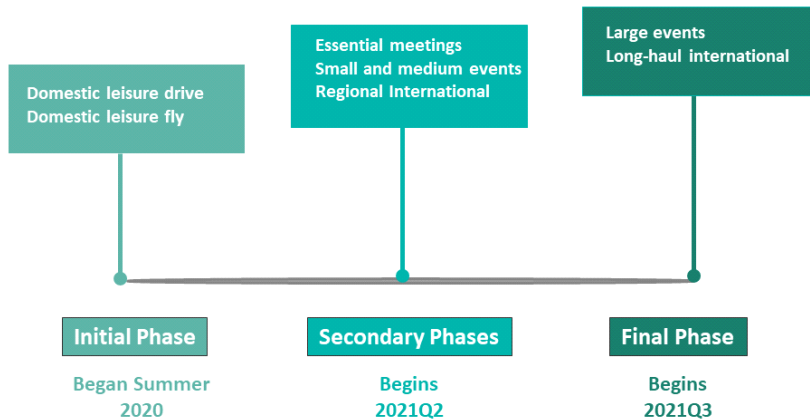 Domestic leisure drive
Domestic leisure fly
Essential meetings
Small and medium events
Regional International
Large events
Long-haul international
Initial Phase
Began Summer
2020
Secondary Phases
Begins
2021Q2
Final Phase
Begins
2021Q3